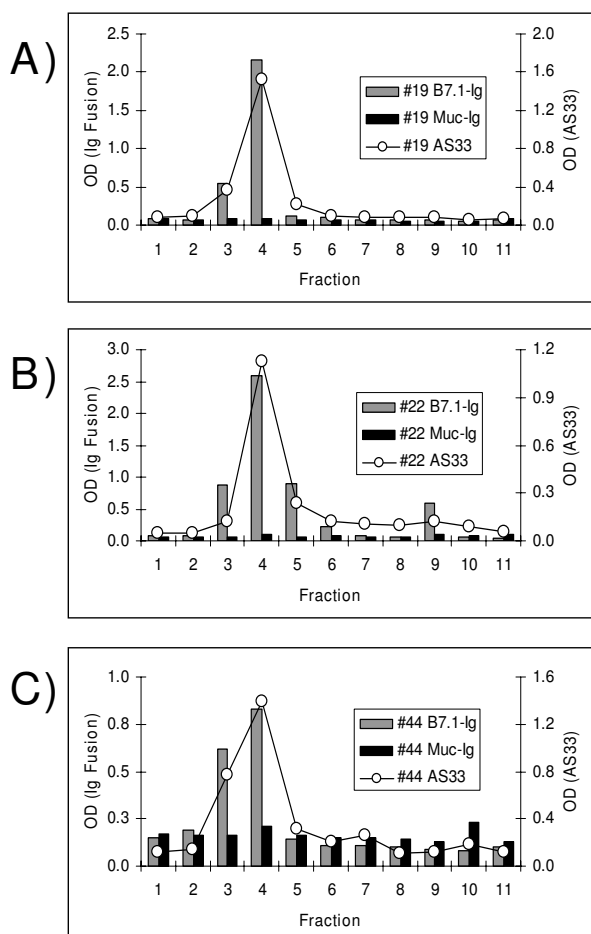 A)
OD (Ig Fusion)
2.5
2.0
1.5
1.0
0.5
0.0
#19 B7.1-Ig
#19 Muc-Ig
#19 AS33
2.0
1.6
1.2
0.8
0.4
0.0
OD (AS33)
1 2 3 4 5 6 7 8 9 10 11
Fraction
B)
OD (Ig Fusion)
3.0
2.5
2.0
1.5
1.0
0.5
0.0
#22 B7.1-Ig
#22 Muc-Ig
#22 AS33
1.2
0.9
0.6
0.3
0.0
OD (AS33)
1 2 3 4 5 6 7 8 9 10 11
Fraction
C)
OD (Ig Fusion)
1.0
0.8
0.5
0.3
0.0
#44 B7.1-Ig
#44 Muc-Ig
#44 AS33
1.6
1.2
0.8
0.4
0.0
OD (AS33)
1 2 3 4 5 6 7 8 9 10 11
Fraction